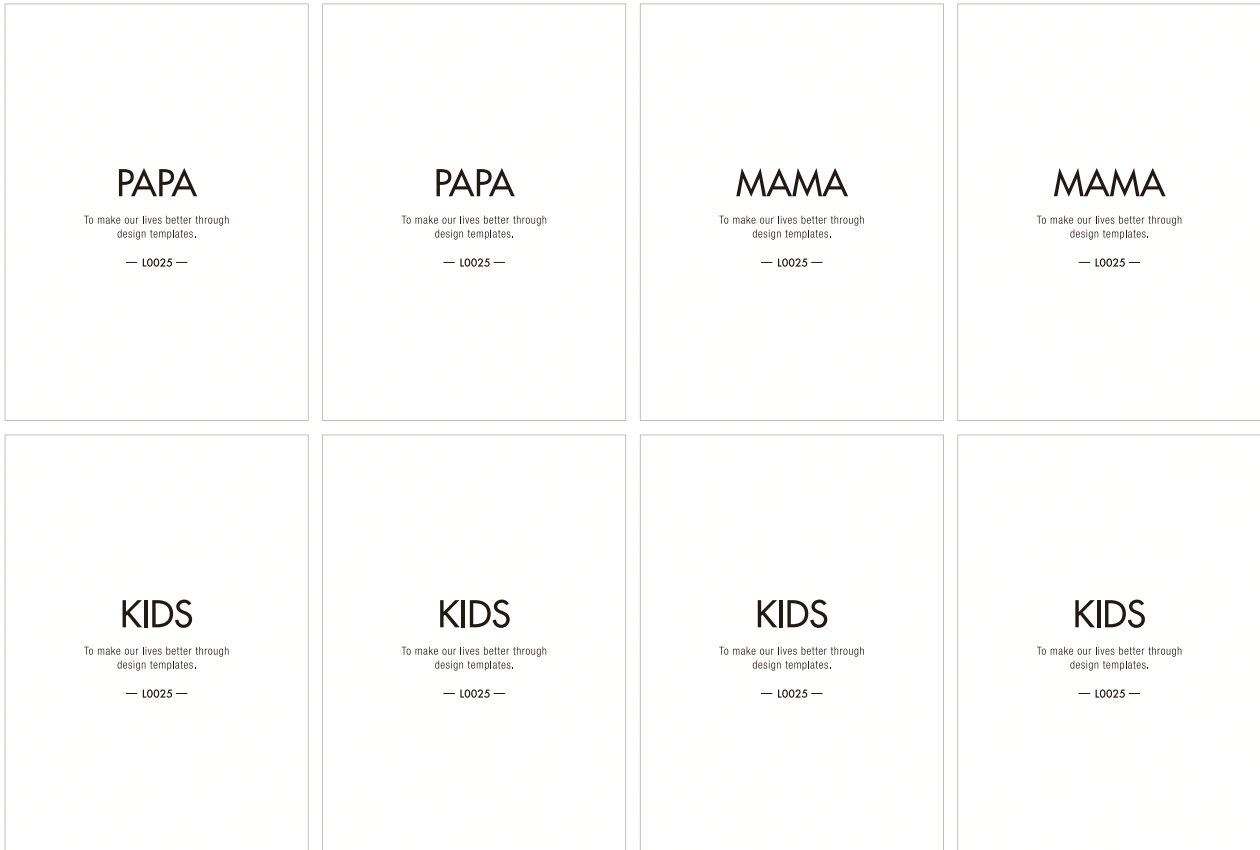 PAPA
To make our lives better through
design templates.
— L0025 —
PAPA
To make our lives better through
design templates.
— L0025 —
MAMA
To make our lives better through
design templates.
— L0025 —
MAMA
To make our lives better through
design templates.
— L0025 —
KIDS
To make our lives better through
design templates.
— L0025 —
KIDS
To make our lives better through
design templates.
— L0025 —
KIDS
To make our lives better through
design templates.
— L0025 —
KIDS
To make our lives better through
design templates.
— L0025 —